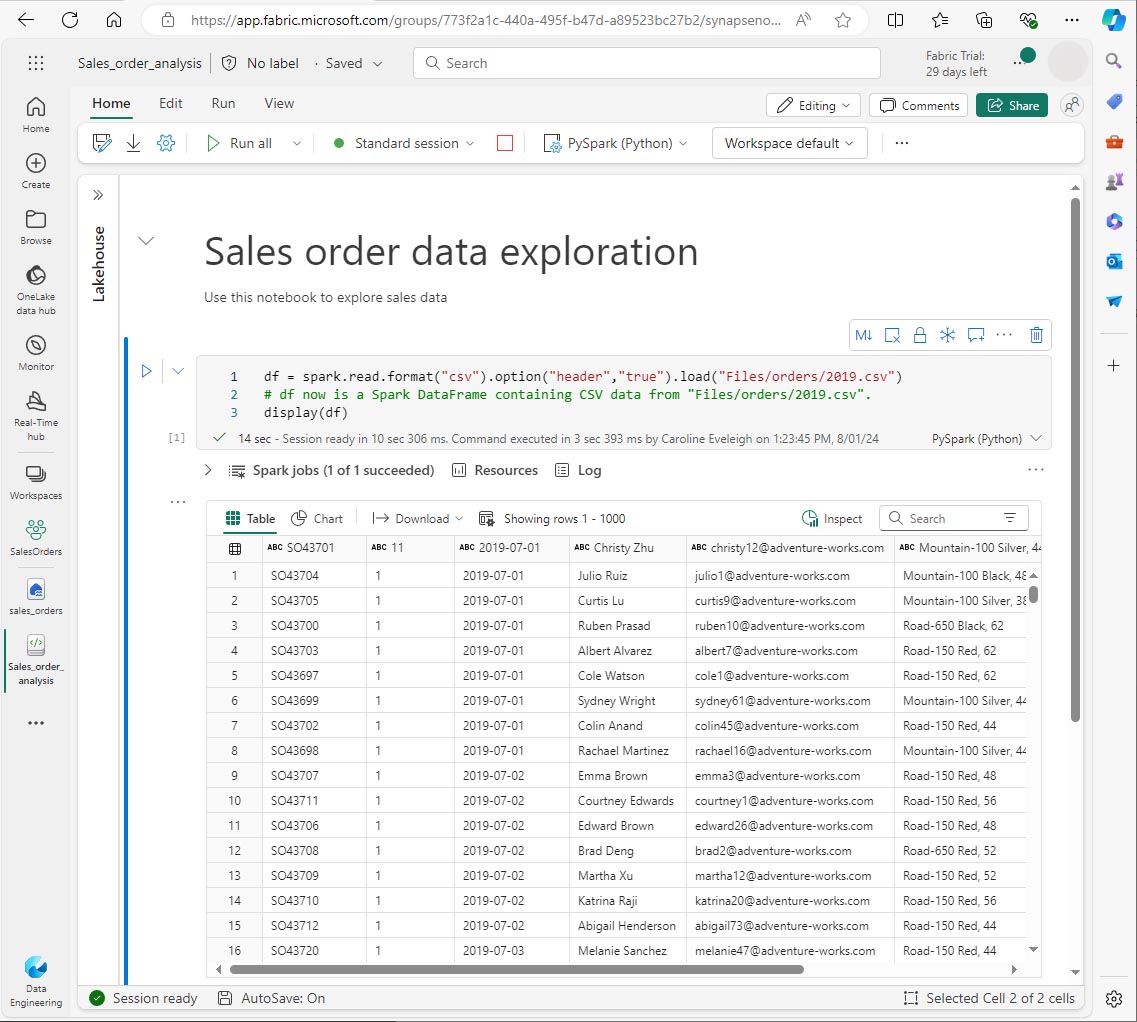 https://app.fabric.microsoft.com/groups/773f2a1c-440a-495f-b47d-a89523bc27b2/synapseno...
Sales_order_analysis No label · Saved Search Fabric Trial:
29 days left
Home Edit Run View Editing Comments Share
Run all Standard session PySpark (Python) Workspace default ...
Home
Create
Browse
OneLake
data hub
Monitor
Real-Time
hub
Workspaces
SalesOrders
sales_orders
Sales_order_
analysis
Data
Engineering
Lakehouse
Sales order data exploration
Use this notebook to explore sales data
M↓
1 df = spark.read.format("csv").option("header","true").load("Files/orders/2019.csv")
2 # df now is a Spark DataFrame containing CSV data from "Files/orders/2019.csv".
3 display(df)
[1] 14 sec - Session ready in 10 sec 306 ms. Command executed in 3 sec 393 ms by Caroline Eveleigh on 1:23:45 PM, 8/01/24 PySpark (Python)
Spark jobs (1 of 1 succeeded) Resources Log
Table Chart Download Showing rows 1 - 1000 Inspect Search
ABC SO43701 ABC 11 ABC 2019-07-01 ABC Christy Zhu ABC christy12@adventure-works.com ABC Mountain-100 Silver, 44
1 SO43704 1 2019-07-01 Julio Ruiz julio1@adventure-works.com Mountain-100 Black, 48
2 SO43705 1 2019-07-01 Curtis Lu curtis9@adventure-works.com Mountain-100 Silver, 38
3 SO43700 1 2019-07-01 Ruben Prasad ruben10@adventure-works.com Road-650 Black, 62
4 SO43703 1 2019-07-01 Albert Alvarez albert7@adventure-works.com Road-150 Red, 62
5 SO43697 1 2019-07-01 Cole Watson cole1@adventure-works.com Road-150 Red, 62
6 SO43699 1 2019-07-01 Sydney Wright sydney61@adventure-works.com Mountain-100 Silver, 44
7 SO43702 1 2019-07-01 Colin Anand colin45@adventure-works.com Road-150 Red, 44
8 SO43698 1 2019-07-01 Rachael Martinez rachael16@adventure-works.com Mountain-100 Silver, 44
9 SO43707 1 2019-07-02 Emma Brown emma3@adventure-works.com Road-150 Red, 48
10 SO43711 1 2019-07-02 Courtney Edwards courtney1@adventure-works.com Road-150 Red, 56
11 SO43706 1 2019-07-02 Edward Brown edward26@adventure-works.com Road-150 Red, 48
12 SO43708 1 2019-07-02 Brad Deng brad2@adventure-works.com Road-650 Red, 52
13 SO43709 1 2019-07-02 Martha Xu martha12@adventure-works.com Road-150 Red, 52
14 SO43710 1 2019-07-02 Katrina Raji katrina20@adventure-works.com Road-150 Red, 56
15 SO43712 1 2019-07-02 Abigail Henderson abigail73@adventure-works.com Road-150 Red, 44
16 SO43720 1 2019-07-03 Melanie Sanchez melanie47@adventure-works.com Road-150 Red, 44
Session ready AutoSave: On Selected Cell 2 of 2 cells